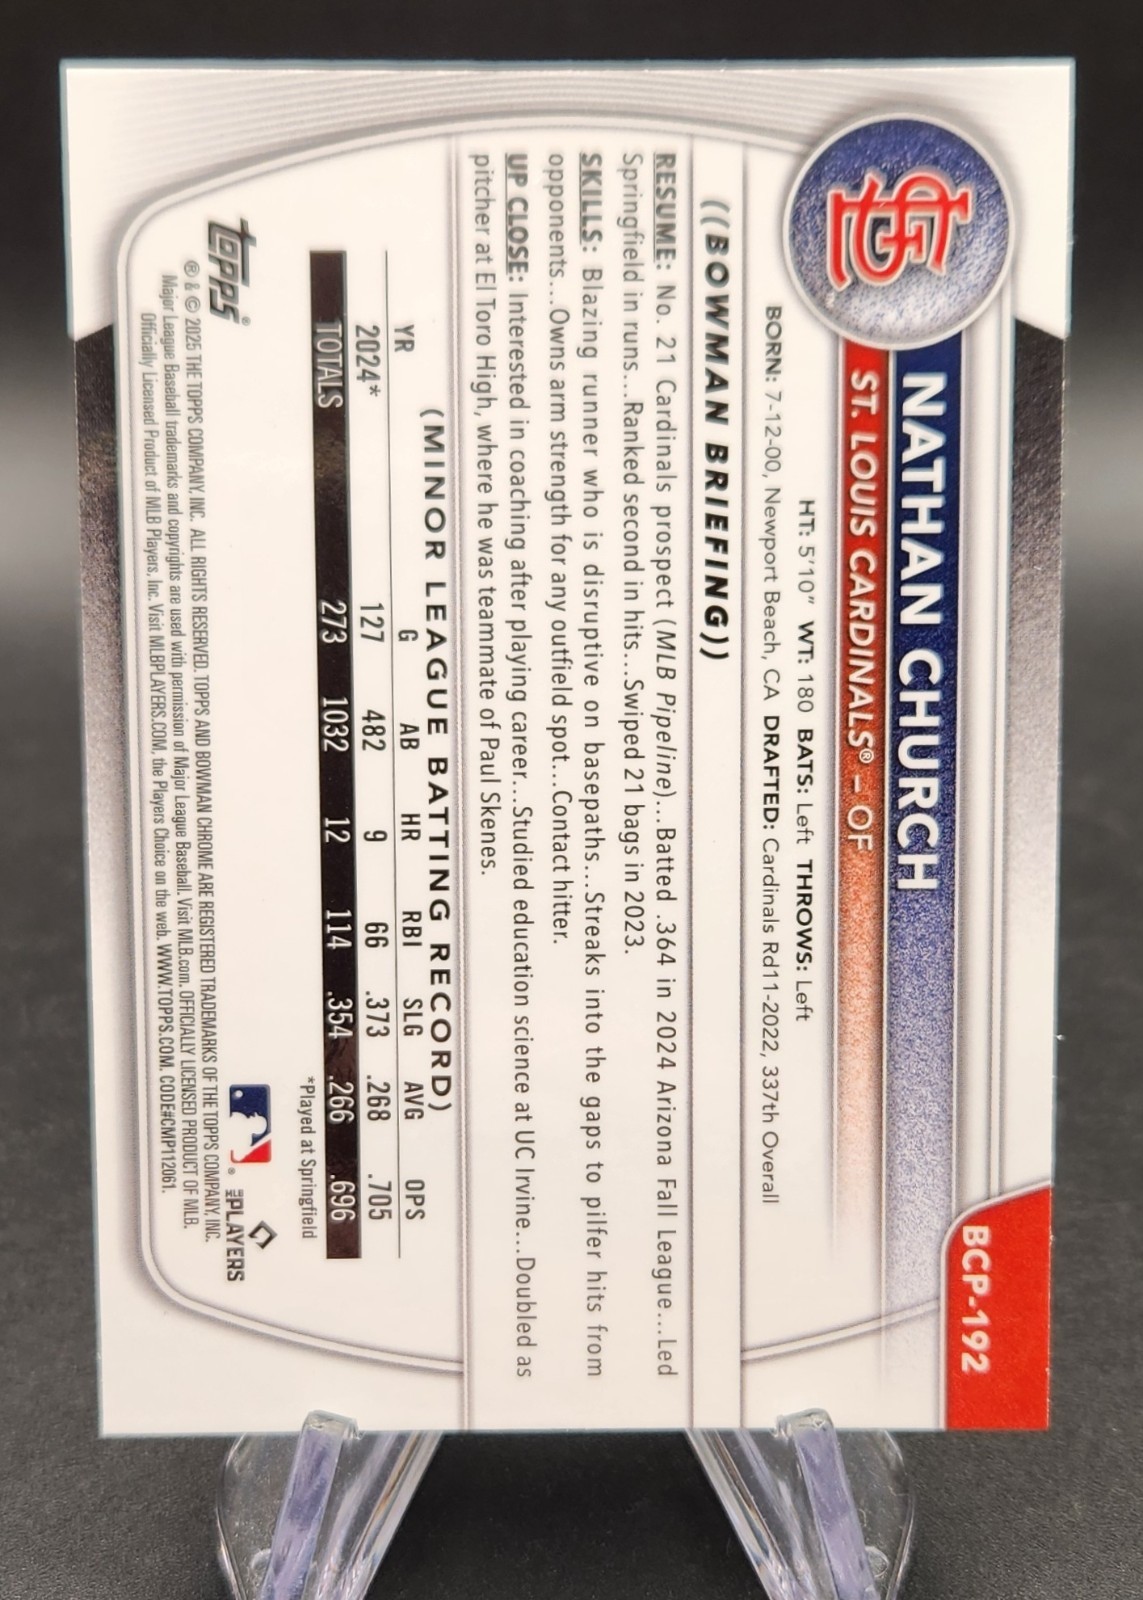 BCP-192
NATHAN CHURCH
ST. LOUIS CARDINALS® – OF
HT: 5'10" WT: 180 BATS: Left THROWS: Left
BORN: 7-12-00, Newport Beach, CA DRAFTED: Cardinals Rd11-2022, 337th Overall
((BOWMAN BRIEFING))
RESUME: No. 21 Cardinals prospect (MLB Pipeline)...Batted .364 in 2024 Arizona Fall League...Led
Springfield in runs...Ranked second in hits...Swiped 21 bags in 2023.
SKILLS: Blazing runner who is disruptive on basepaths...Streaks into the gaps to pilfer hits from
opponents...Owns arm strength for any outfield spot...Contact hitter.
UP CLOSE: Interested in coaching after playing career...Studied education science at UC Irvine...Doubled as
pitcher at El Toro High, where he was teammate of Paul Skenes.
(MINOR LEAGUE BATTING RECORD)
YR G AB HR RBI SLG AVG OPS
2024* 127 482 9 66 .373 .268 .705
TOTALS 273 1032 12 114 .354 .266 .696
*Played at Springfield
topps®
® & © 2025 THE TOPPS COMPANY, INC. ALL RIGHTS RESERVED. TOPPS AND BOWMAN CHROME ARE REGISTERED TRADEMARKS OF THE TOPPS COMPANY, INC.
Major League Baseball trademarks and copyrights are used with permission of Major League Baseball. Visit MLB.com. OFFICIALLY LICENSED PRODUCT OF MLB.
Officially Licensed Product of MLB Players, Inc. Visit MLBPLAYERS.COM, the Players Choice on the web. WWW.TOPPS.COM. CODE#CMP112061.
MLB PLAYERS